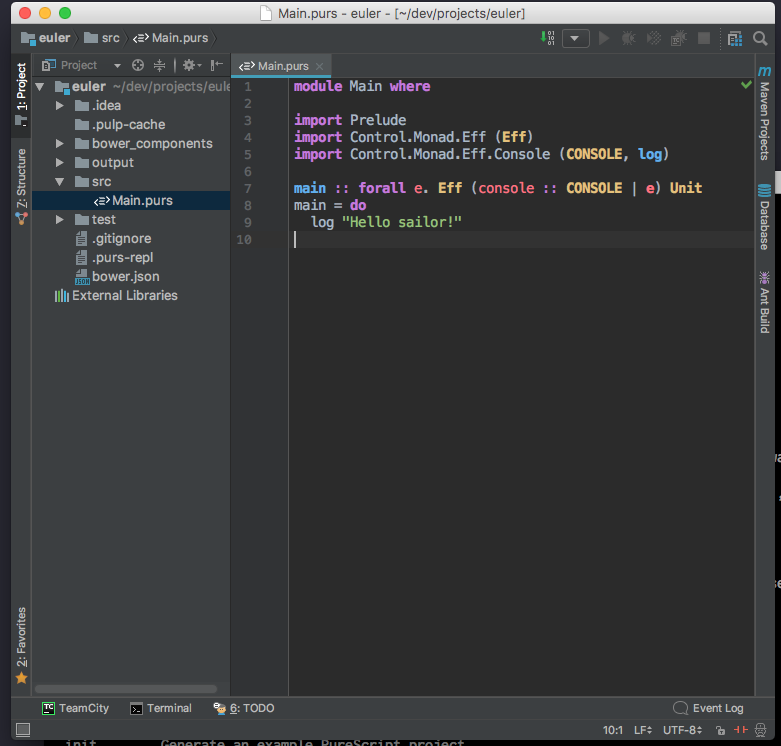 Main.purs - euler - [~/dev/projects/euler]
euler src Main.purs
Project
Main.purs
1: Project
Z: Structure
2: Favorites
euler ~/dev/projects/eule
.idea
.pulp-cache
bower_components
output
src
Main.purs
test
.gitignore
.purs-repl
bower.json
External Libraries
1 module Main where
2
3 import Prelude
4 import Control.Monad.Eff (Eff)
5 import Control.Monad.Eff.Console (CONSOLE, log)
6
7 main :: forall e. Eff (console :: CONSOLE | e) Unit
8 main = do
9 log "Hello sailor!"
10
Maven Projects
Database
Ant Build
TeamCity Terminal 6: TODO Event Log
10:1 LF UTF-8
init Generate an example PureScript project